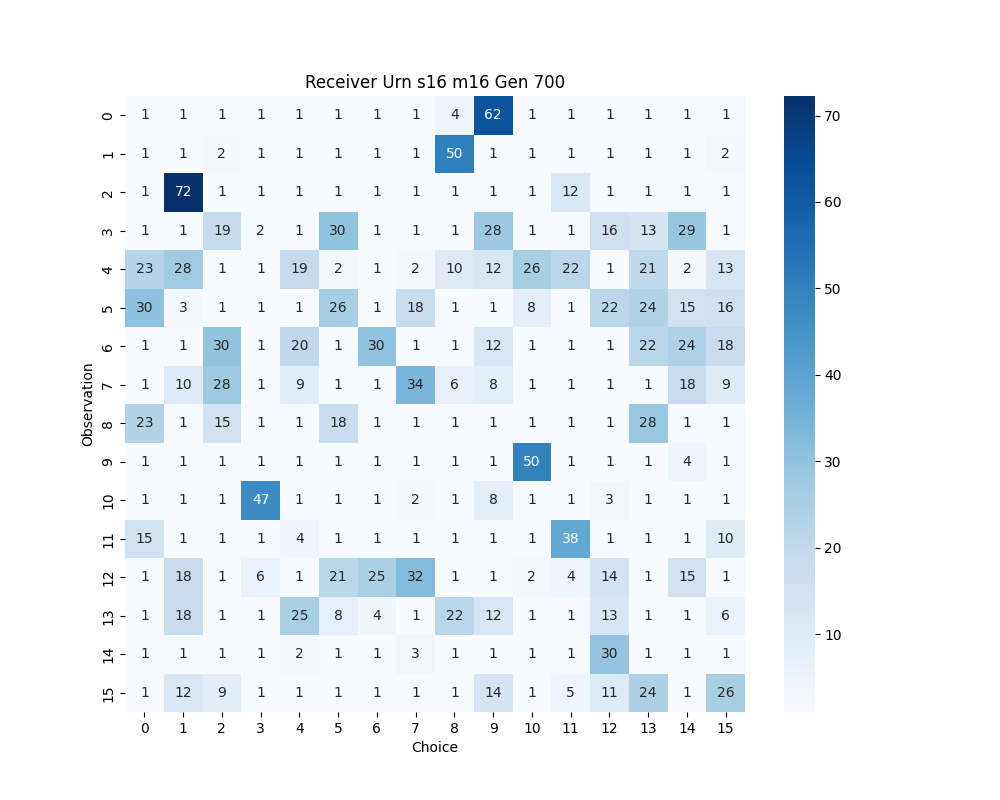 Receiver Urn s16 m16 Gen 700
0 1 1 1 1 1 1 1 1 4 62 1 1 1 1 1 1
1 1 1 2 1 1 1 1 1 50 1 1 1 1 1 1 2
2 1 72 1 1 1 1 1 1 1 1 1 12 1 1 1 1
3 1 1 19 2 1 30 1 1 1 28 1 1 16 13 29 1
4 23 28 1 1 19 2 1 2 10 12 26 22 1 21 2 13
5 30 3 1 1 1 26 1 18 1 1 8 1 22 24 15 16
6 1 1 30 1 20 1 30 1 1 12 1 1 1 22 24 18
7 1 10 28 1 9 1 1 34 6 8 1 1 1 1 18 9
8 23 1 15 1 1 18 1 1 1 1 1 1 1 28 1 1
9 1 1 1 1 1 1 1 1 1 1 50 1 1 1 4 1
10 1 1 1 47 1 1 1 2 1 8 1 1 3 1 1 1
11 15 1 1 1 4 1 1 1 1 1 1 38 1 1 1 10
12 1 18 1 6 1 21 25 32 1 1 2 4 14 1 15 1
13 1 18 1 1 25 8 4 1 22 12 1 1 13 1 1 6
14 1 1 1 1 2 1 1 3 1 1 1 1 30 1 1 1
15 1 12 9 1 1 1 1 1 1 14 1 5 11 24 1 26
0 1 2 3 4 5 6 7 8 9 10 11 12 13 14 15
Choice
Observation
70
60
50
40
30
20
10